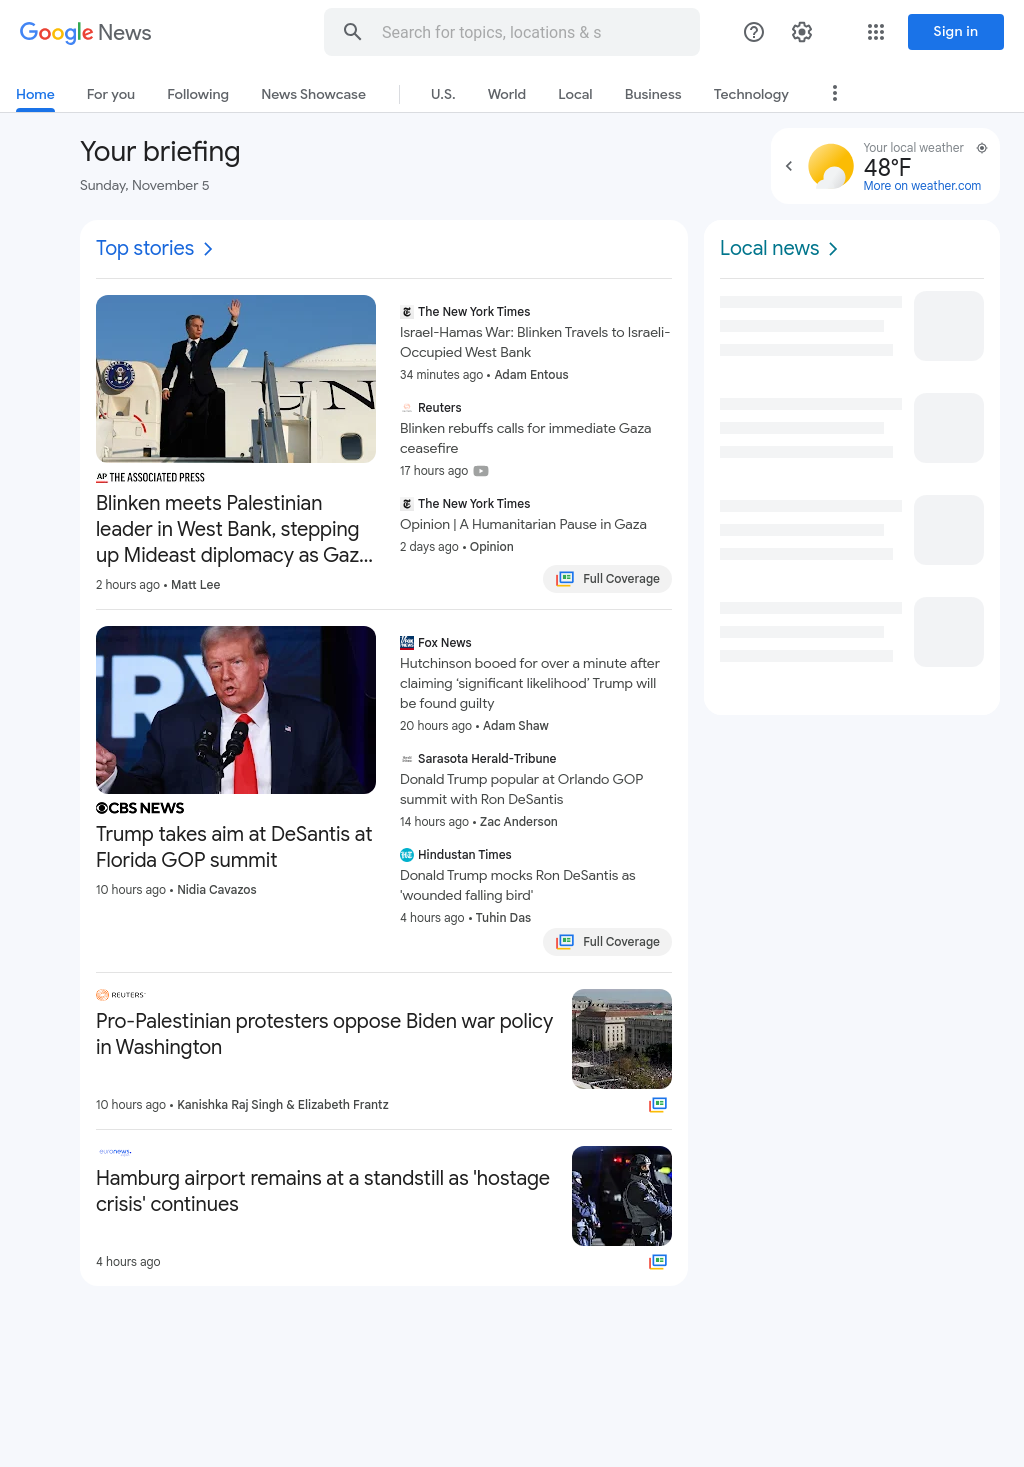 Google News
Search for topics, locations & s
Sign in
Home
For you
Following
News Showcase
U.S.
World
Local
Business
Technology
Your briefing
Sunday, November 5
Your local weather
48°F
More on weather.com
Top stories
AP THE ASSOCIATED PRESS
Blinken meets Palestinian
leader in West Bank, stepping
up Mideast diplomacy as Gaz...
2 hours ago • Matt Lee
The New York Times
Israel-Hamas War: Blinken Travels to Israeli-
Occupied West Bank
34 minutes ago • Adam Entous
Reuters
Blinken rebuffs calls for immediate Gaza
ceasefire
17 hours ago
The New York Times
Opinion | A Humanitarian Pause in Gaza
2 days ago • Opinion
Full Coverage
CBS NEWS
Trump takes aim at DeSantis at
Florida GOP summit
10 hours ago • Nidia Cavazos
Fox News
Hutchinson booed for over a minute after
claiming ‘significant likelihood’ Trump will
be found guilty
20 hours ago • Adam Shaw
Sarasota Herald-Tribune
Donald Trump popular at Orlando GOP
summit with Ron DeSantis
14 hours ago • Zac Anderson
Hindustan Times
Donald Trump mocks Ron DeSantis as
'wounded falling bird'
4 hours ago • Tuhin Das
Full Coverage
REUTERS
Pro-Palestinian protesters oppose Biden war policy
in Washington
10 hours ago • Kanishka Raj Singh & Elizabeth Frantz
euronews.
Hamburg airport remains at a standstill as 'hostage
crisis' continues
4 hours ago
Local news